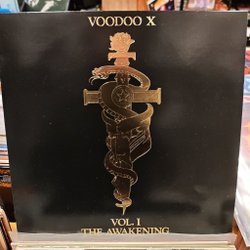 VOODOO X
VOL. I
THE AWAKENING